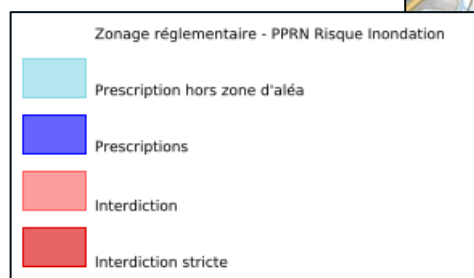 Zonage réglementaire - PPRN Risque Inondation
Prescription hors zone d'aléa
Prescriptions
Interdiction
Interdiction stricte